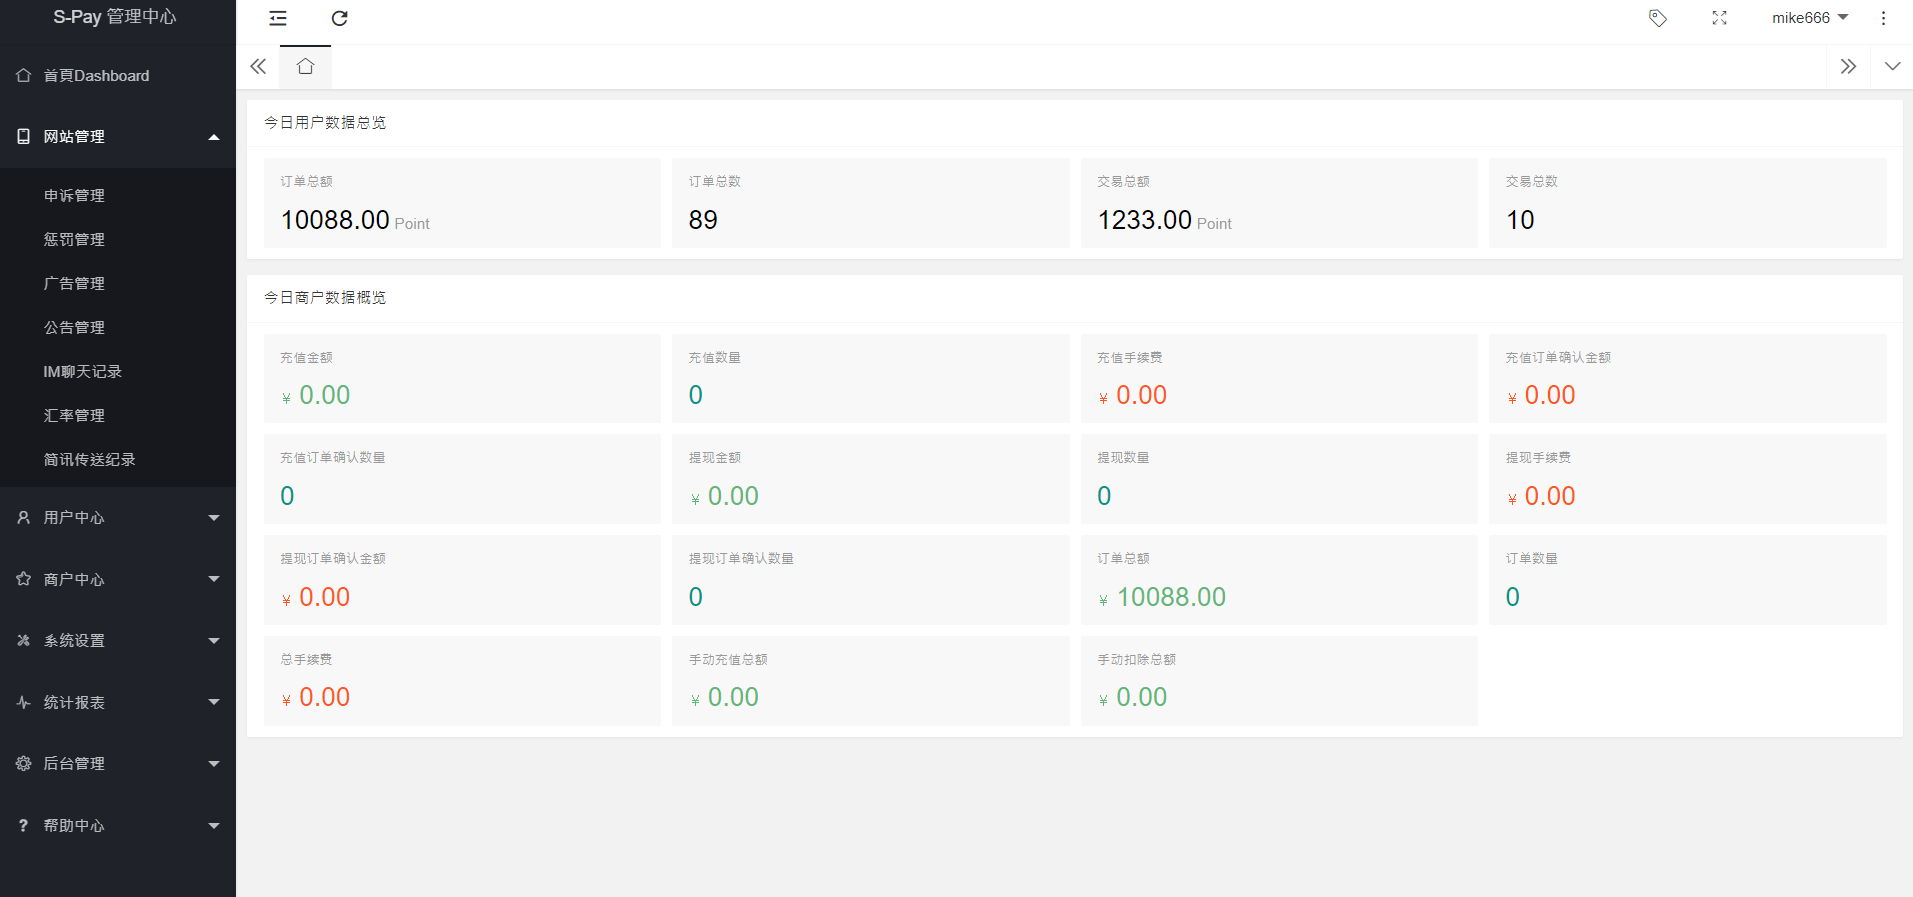 S-Pay 管理中心
mike666
首頁Dashboard
网站管理
申诉管理
惩罚管理
广告管理
公告管理
IM聊天记录
汇率管理
简讯传送纪录
用户中心
商户中心
系统设置
统计报表
后台管理
? 帮助中心
今日用户数据总览
订单总额
10088.00 Point
订单总数
89
交易总额
1233.00 Point
交易总数
10
今日商户数据概览
充值金额
¥ 0.00
充值数量
0
充值手续费
¥ 0.00
充值订单确认金额
¥ 0.00
充值订单确认数量
0
提现金额
¥ 0.00
提现数量
0
提现手续费
¥ 0.00
提现订单确认金额
¥ 0.00
提现订单确认数量
0
订单总额
¥ 10088.00
订单数量
0
总手续费
¥ 0.00
手动充值总额
¥ 0.00
手动扣除总额
¥ 0.00